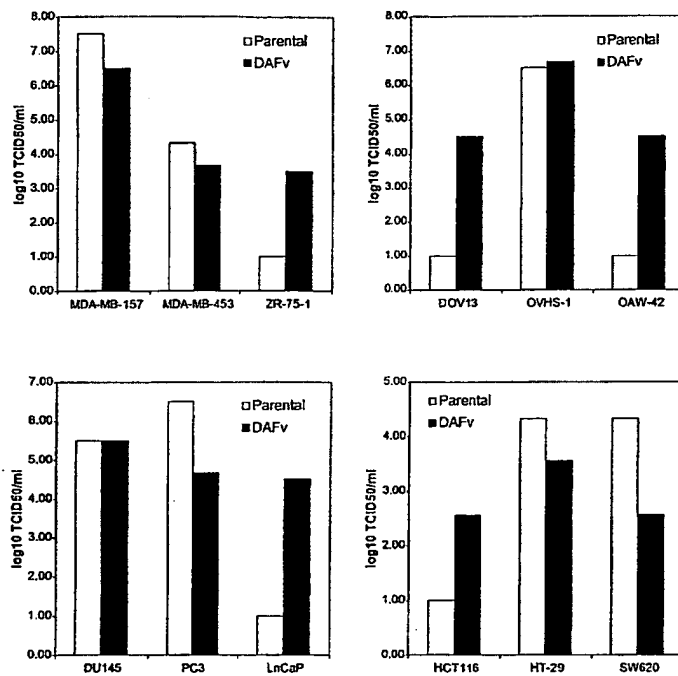 8.00
7.00
6.00
5.00
4.00
3.00
2.00
1.00
0.00
log10 TCID50/ml
Parental
DAFv
MDA-MB-157 MDA-MB-453 ZR-75-1
8.00
7.00
6.00
5.00
4.00
3.00
2.00
1.00
0.00
log10 TCID50/ml
Parental
DAFv
DOV13 OVHS-1 OAW-42
7.00
6.00
5.00
4.00
3.00
2.00
1.00
0.00
log10 TCID50/ml
Parental
DAFv
DU145 PC3 LnCaP
5.00
4.00
3.00
2.00
1.00
0.00
log10 TCID50/ml
Parental
DAFv
HCT116 HT-29 SW620